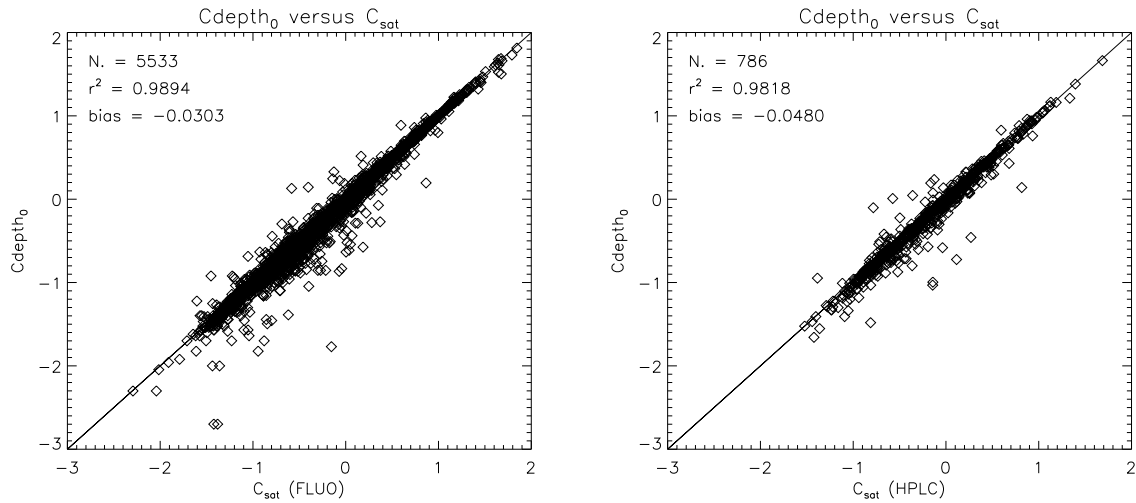 Cdepth₀ versus C_sat
N. = 5533
r² = 0.9894
bias = −0.0303
2
1
0
−1
−2
−3
Cdepth₀
−3 −2 −1 0 1 2
C_sat (FLUO)
Cdepth₀ versus C_sat
N. = 786
r² = 0.9818
bias = −0.0480
2
1
0
−1
−2
−3
Cdepth₀
−3 −2 −1 0 1 2
C_sat (HPLC)